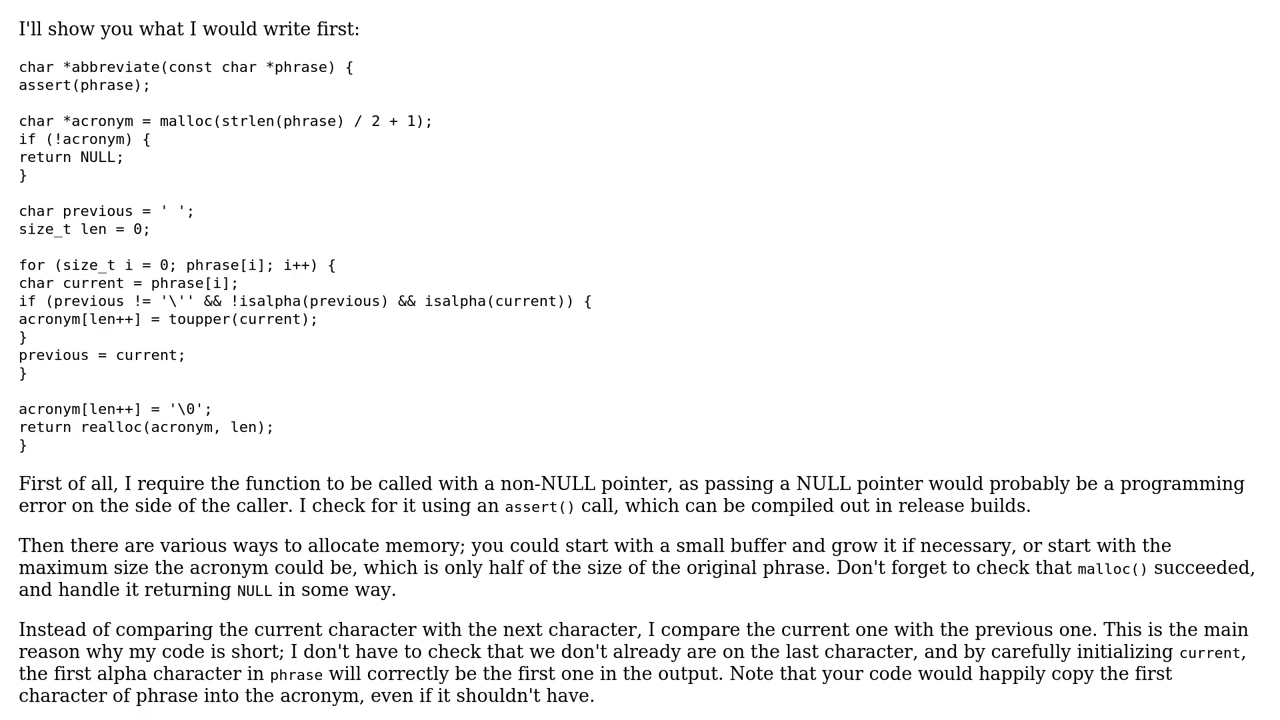 I'll show you what I would write first:
char *abbreviate(const char *phrase) {
assert(phrase);
char *acronym = malloc(strlen(phrase) / 2 + 1);
if (!acronym) {
return NULL;
}
char previous = ' ';
size_t len = 0;
for (size_t i = 0; phrase[i]; i++) {
char current = phrase[i];
if (previous != '\'' && !isalpha(previous) && isalpha(current)) {
acronym[len++] = toupper(current);
}
previous = current;
}
acronym[len++] = '\0';
return realloc(acronym, len);
}
First of all, I require the function to be called with a non-NULL pointer, as passing a NULL pointer would probably be a programming
error on the side of the caller. I check for it using an assert() call, which can be compiled out in release builds.
Then there are various ways to allocate memory; you could start with a small buffer and grow it if necessary, or start with the
maximum size the acronym could be, which is only half of the size of the original phrase. Don't forget to check that malloc() succeeded,
and handle it returning NULL in some way.
Instead of comparing the current character with the next character, I compare the current one with the previous one. This is the main
reason why my code is short; I don't have to check that we don't already are on the last character, and by carefully initializing current,
the first alpha character in phrase will correctly be the first one in the output. Note that your code would happily copy the first
character of phrase into the acronym, even if it shouldn't have.